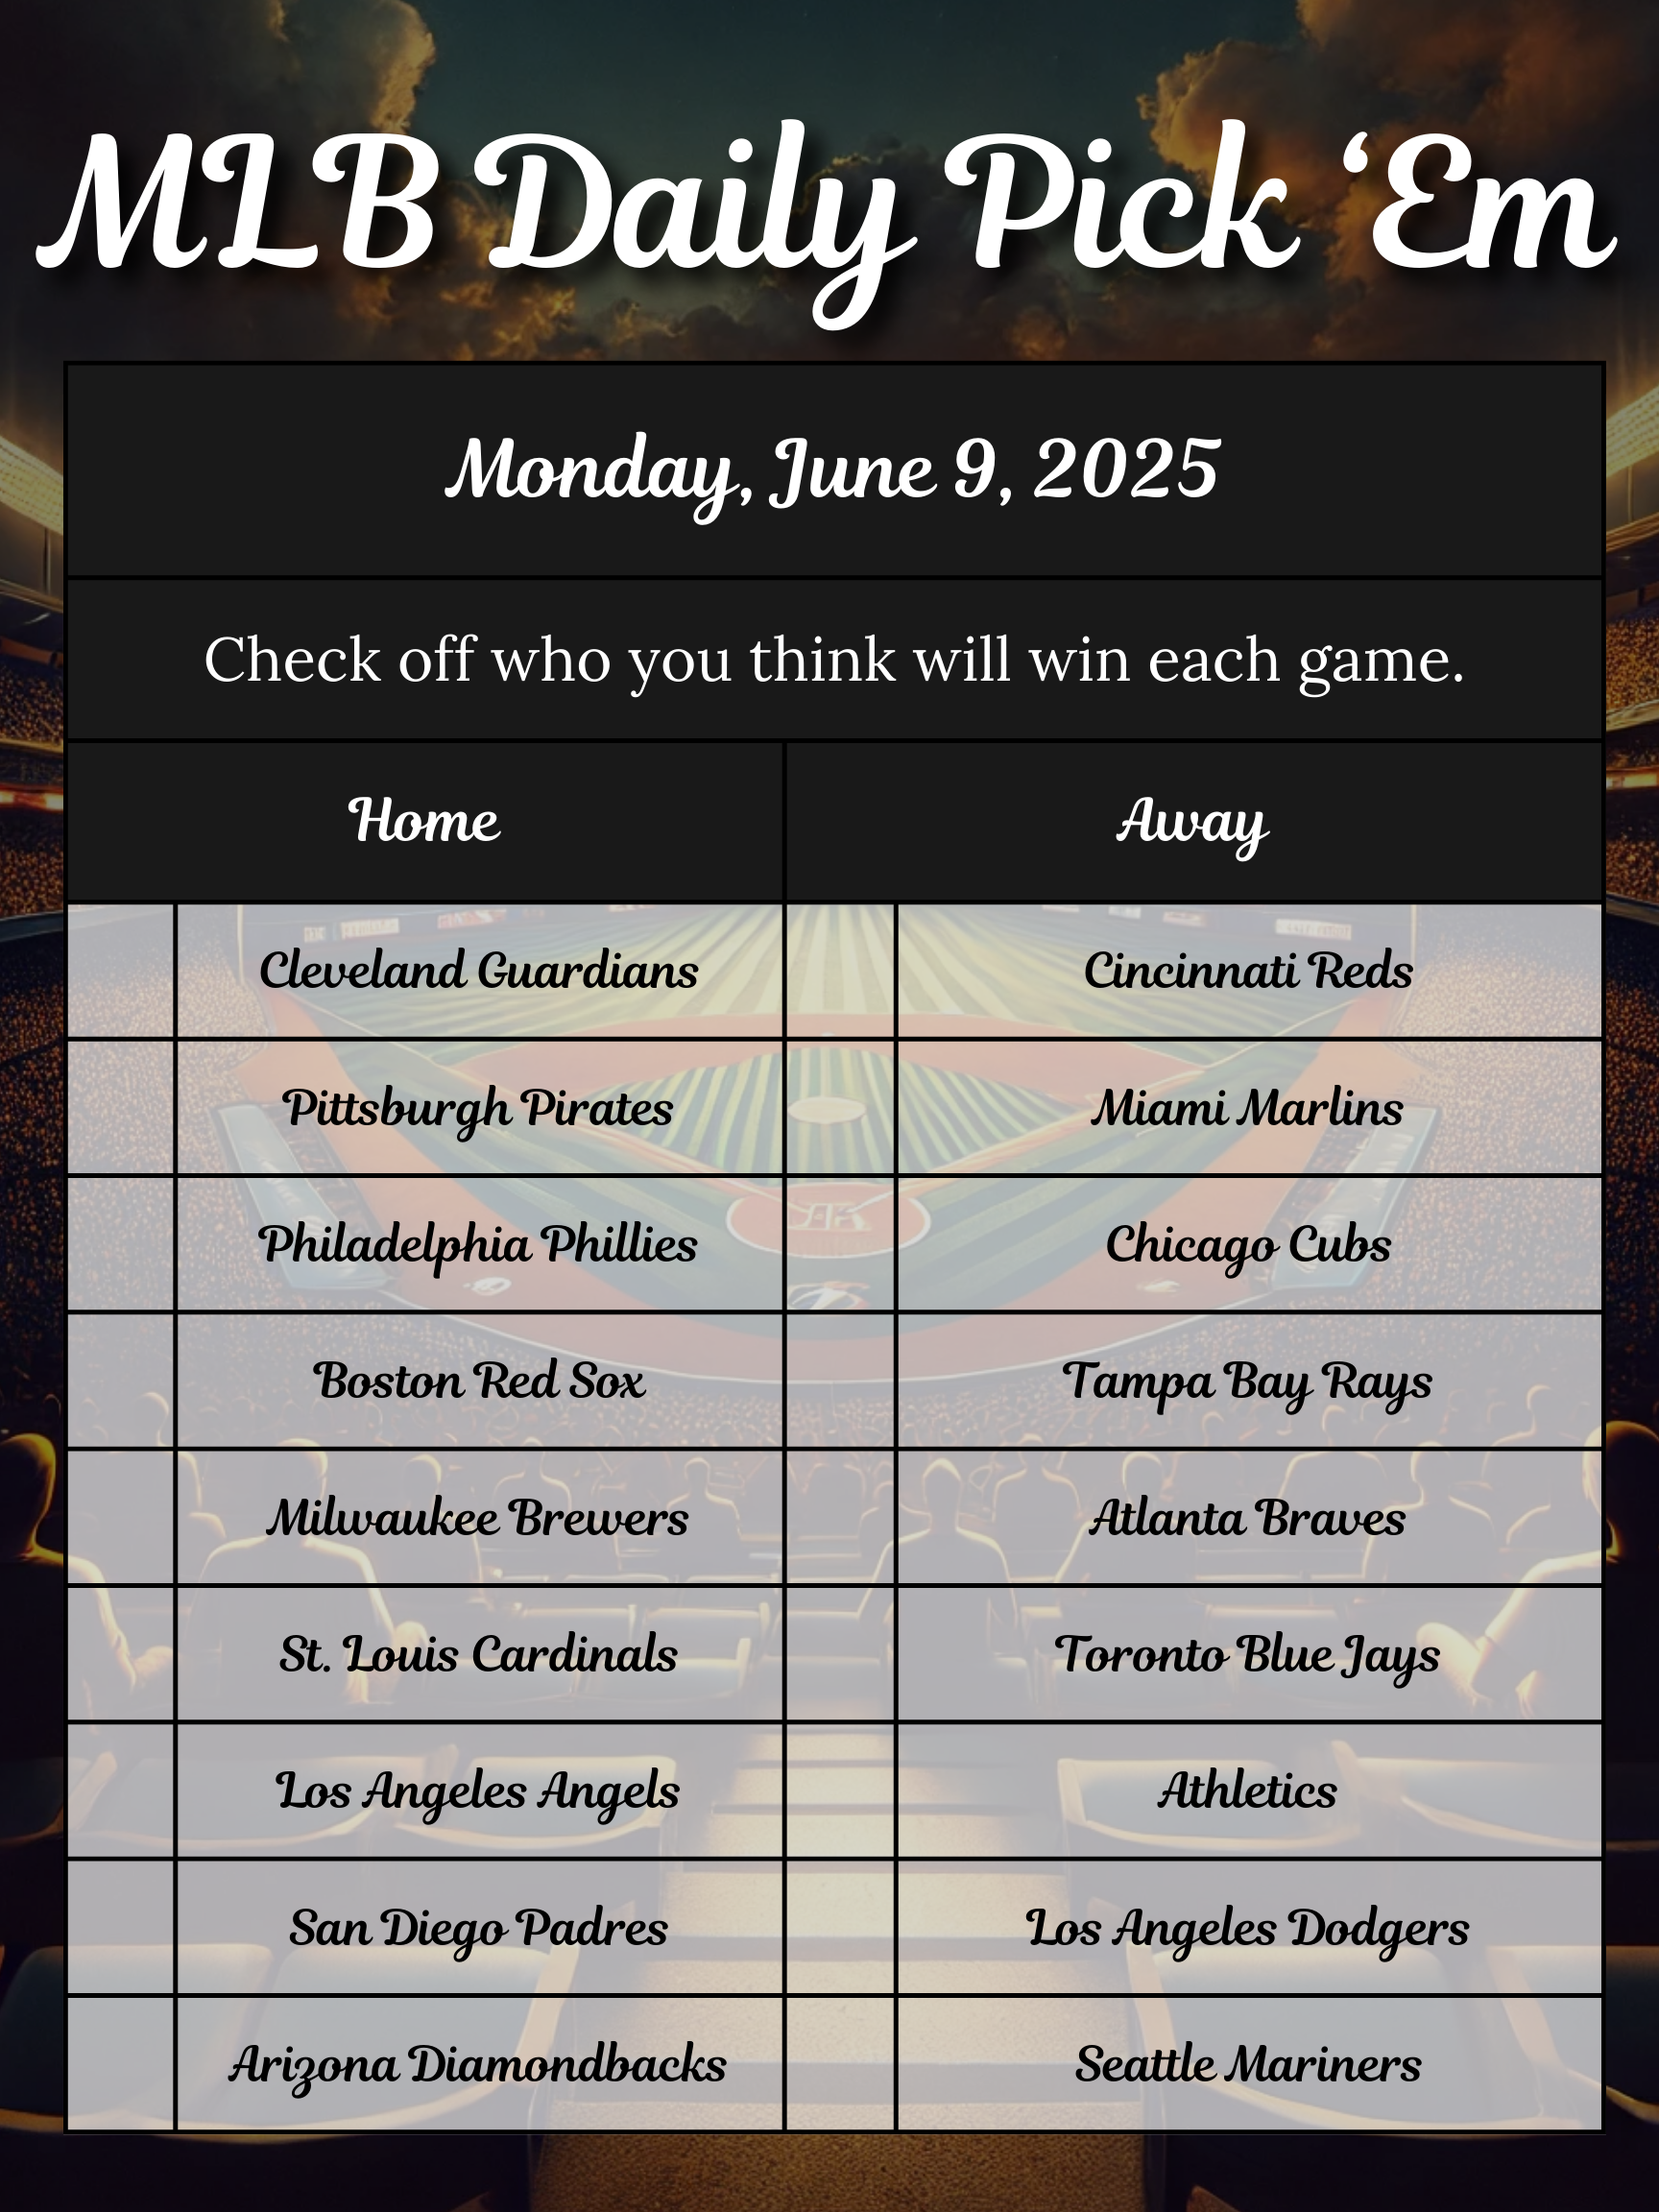 MLB Daily Pick ‘Em
Monday, June 9, 2025
Check off who you think will win each game.
Home Away
Cleveland Guardians Cincinnati Reds
Pittsburgh Pirates Miami Marlins
Philadelphia Phillies Chicago Cubs
Boston Red Sox Tampa Bay Rays
Milwaukee Brewers Atlanta Braves
St. Louis Cardinals Toronto Blue Jays
Los Angeles Angels Athletics
San Diego Padres Los Angeles Dodgers
Arizona Diamondbacks Seattle Mariners